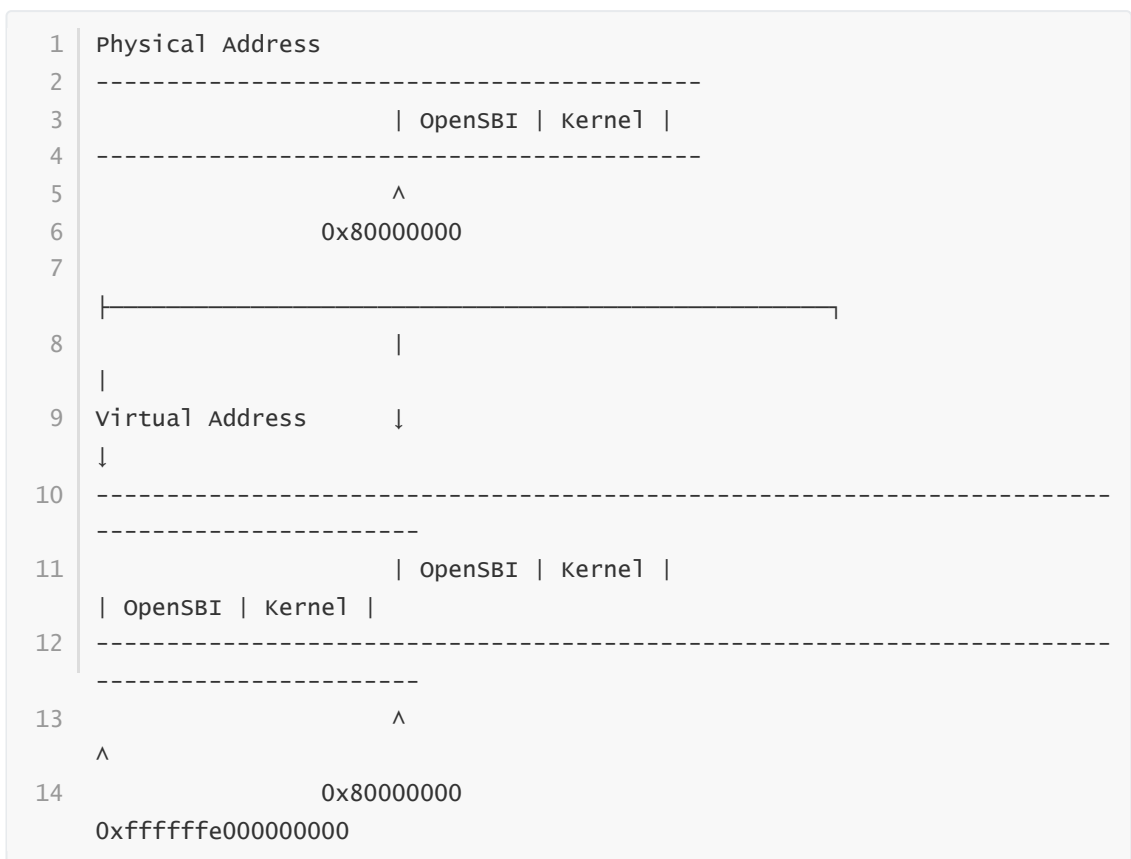 1 Physical Address
2 -------------------------------------------
3                      | OpenSBI | Kernel |
4 -------------------------------------------
5                      ^
6                 0x80000000
7
├───────────────────────────────────────────────────┐
8                      |
|
9 Virtual Address      ↓
↓
10 ------------------------------------------------------------------------
-----------------------
11                      | OpenSBI | Kernel |
| OpenSBI | Kernel |
12 ------------------------------------------------------------------------
-----------------------
13                      ^
^
14                 0x80000000
0xffffffe000000000